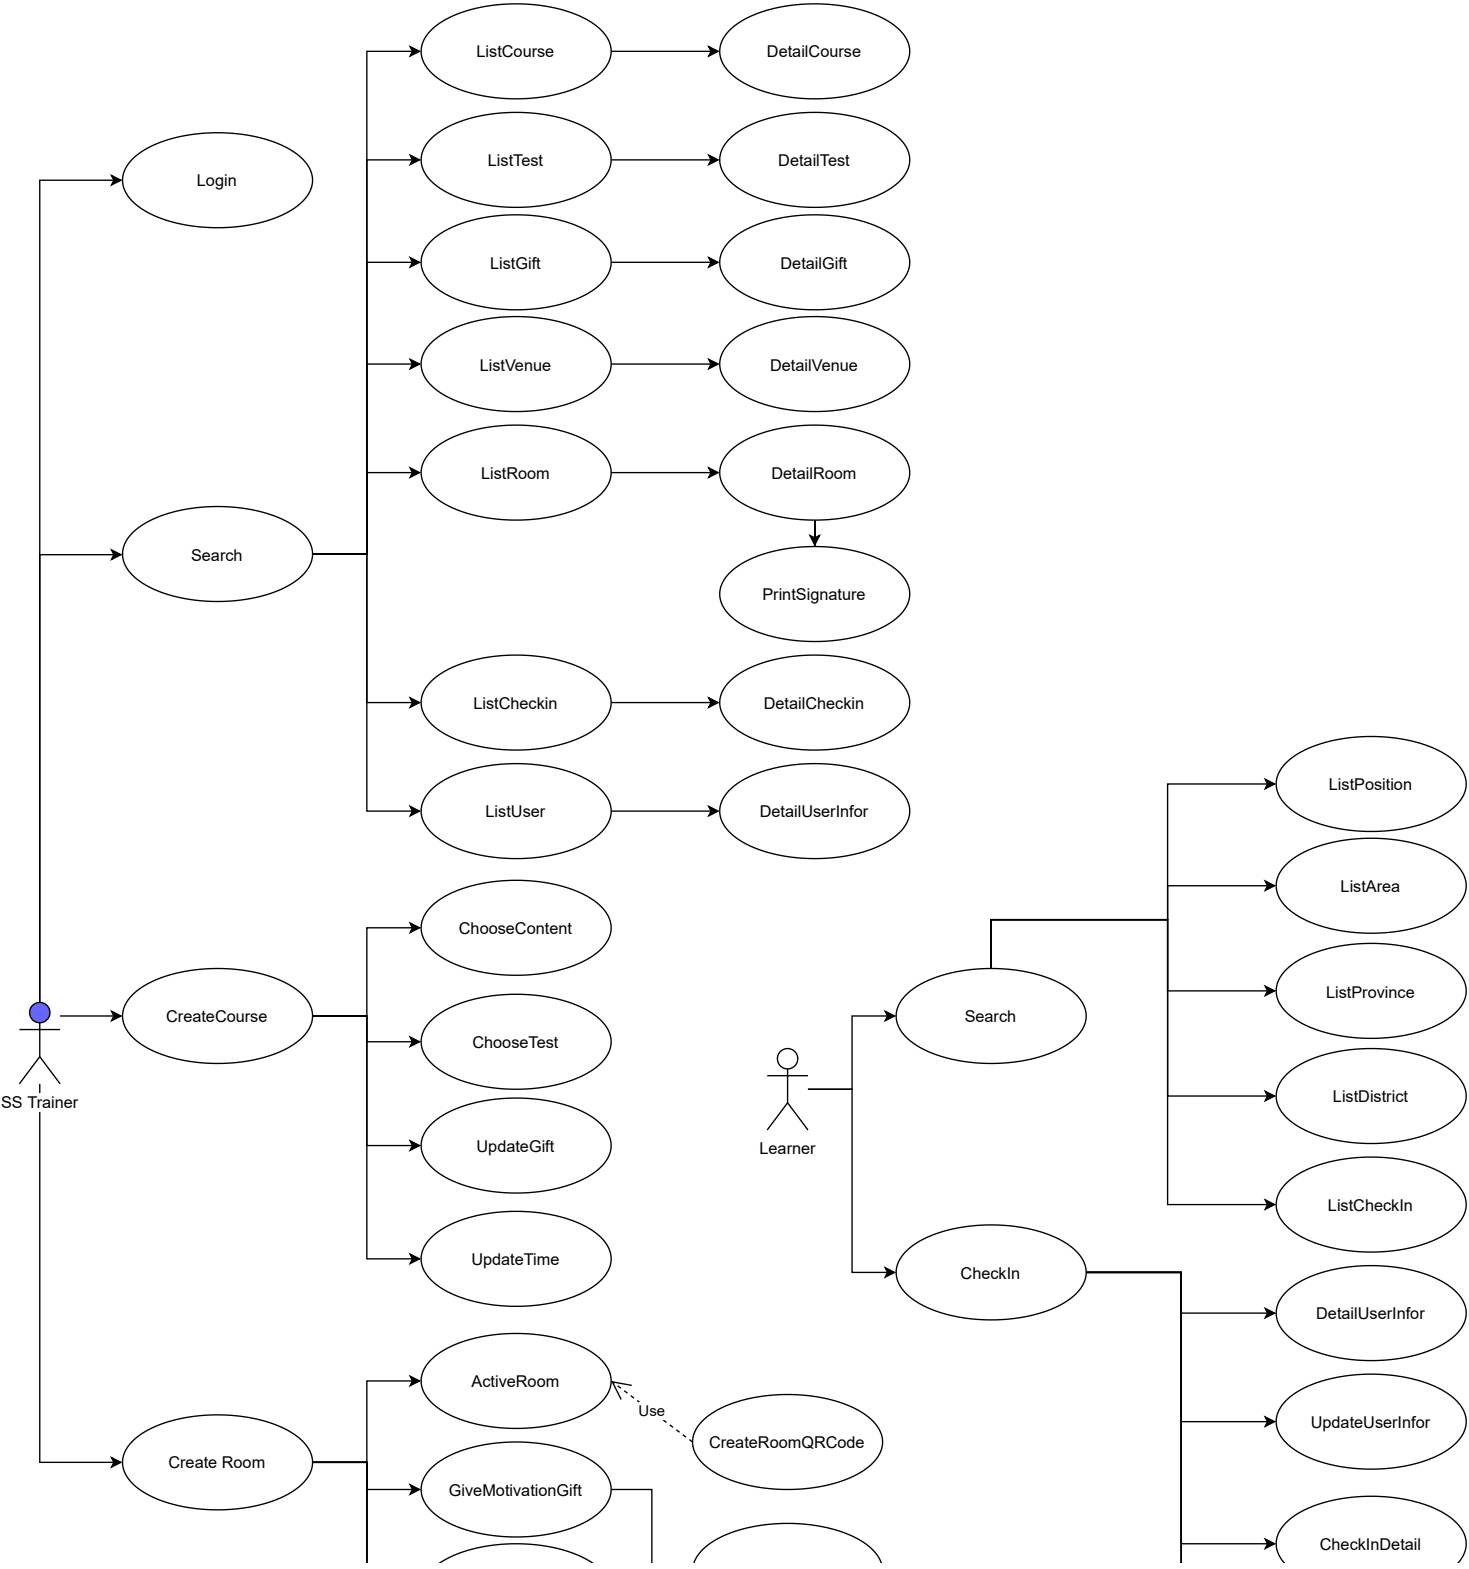 ListCourse
DetailCourse
ListTest
DetailTest
Login
ListGift
DetailGift
ListVenue
DetailVenue
ListRoom
DetailRoom
Search
PrintSignature
ListCheckin
DetailCheckin
ListUser
DetailUserInfor
ChooseContent
CreateCourse
ChooseTest
SS Trainer
UpdateGift
UpdateTime
ActiveRoom
Use
CreateRoomQRCode
Create Room
GiveMotivationGift
ListPosition
ListArea
ListProvince
Search
ListDistrict
Learner
ListCheckIn
CheckIn
DetailUserInfor
UpdateUserInfor
CheckInDetail